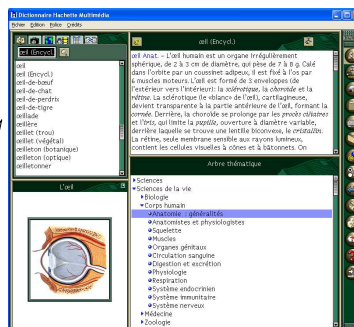 Dictionnaire Hachette Multimédia
Fichier Edition Police Crédits
œil (Encycl.)
œil
œil (Encycl.)
œil-de-bœuf
œil-de-chat
œil-de-perdrix
œil-de-tigre
œillade
œillère
œillet (trou)
œillet (végétal)
œilleton (botanique)
œilleton (optique)
œilletonner
L'œil
œil (Encycl.)
œil Anat. – L'œil humain est un organe irrégulièrement
sphérique, de 2 à 3 cm de diamètre, qui pèse de 7 à 8 g. Calé
dans l'orbite par un coussinet adipeux, il est fixé à l'os par
6 muscles moteurs. L'œil est formé de 3 enveloppes (de
l'extérieur vers l'intérieur): la sclérotique, la choroïde et la
rétine. La sclérotique (le «blanc de l'œil»), cartilagineuse,
devient transparente à la partie antérieure de l'œil, formant la
cornée. Derrière, la choroïde se prolonge par les procès ciliaires
et l'iris, qui limite la pupille, ouverture à diamètre variable,
derrière laquelle se trouve une lentille biconvexe, le cristallin.
La rétine, seule membrane sensible aux rayons lumineux,
contient les cellules visuelles à cônes et à bâtonnets. On
Arbre thématique
Sciences
Sciences de la vie
Biologie
Corps humain
Anatomie : généralités
Anatomistes et physiologistes
Squelette
Muscles
Organes génitaux
Circulation sanguine
Digestion et excrétion
Physiologie
Respiration
Système endocrinien
Système immunitaire
Système nerveux
Médecine
Zoologie